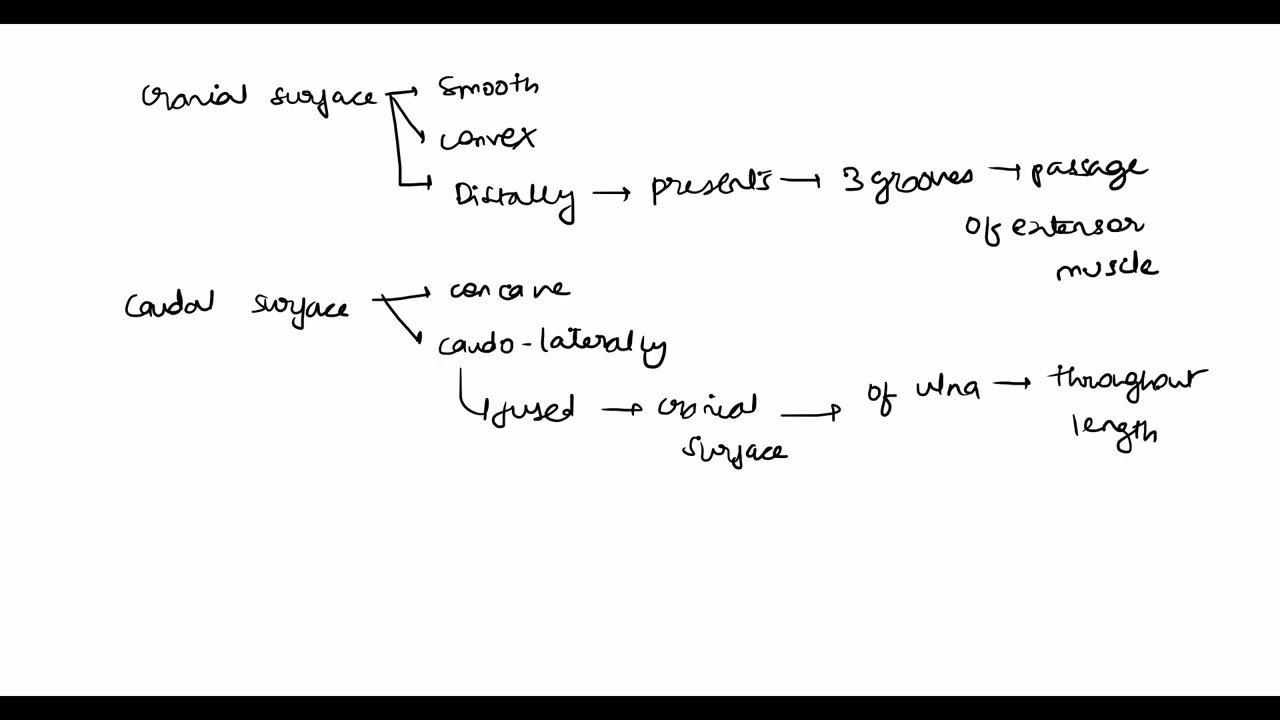 cranial surface → smooth
→ convex
→ Distally → presents → 3 grooves → passage
of extensor
muscle
caudal surface → concave
→ caudo-laterally
↳ fused → cranial → of ulna → throughout
surface length